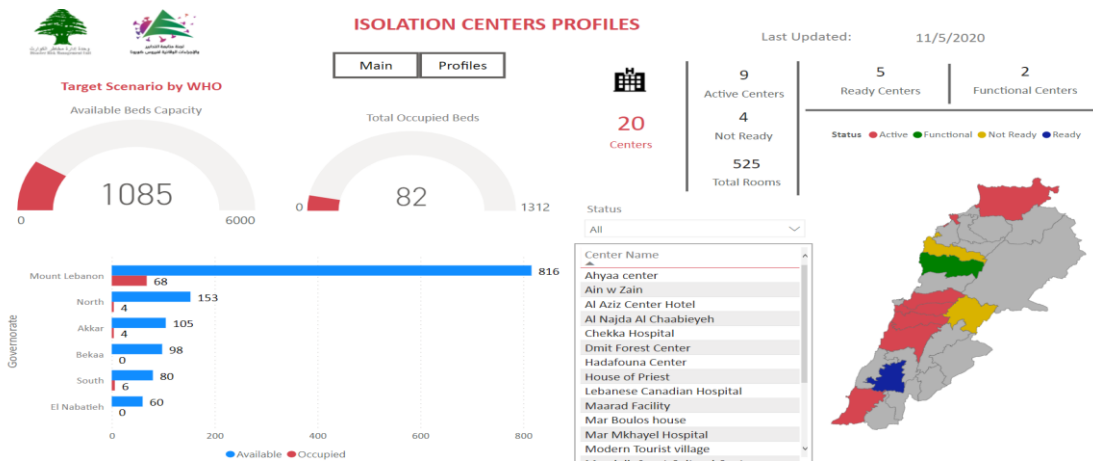 ISOLATION CENTERS PROFILES
Last Updated: 11/5/2020
Main
Profiles
Target Scenario by WHO
Available Beds Capacity
1085
0
6000
Total Occupied Beds
82
0
1312
20
Centers
9
Active Centers
4
Not Ready
525
Total Rooms
5
Ready Centers
2
Functional Centers
Status Active Functional Not Ready Ready
Status
All
Center Name
Ahyaa center
Ain w Zain
Al Aziz Center Hotel
Al Najda Al Chaabieyeh
Chekka Hospital
Dmit Forest Center
Hadafouna Center
House of Priest
Lebanese Canadian Hospital
Maarad Facility
Mar Boulos house
Mar Mkhayel Hospital
Modern Tourist village
Governorate
Mount Lebanon
816
68
North
153
4
Akkar
105
4
Bekaa
98
0
South
80
6
El Nabatieh
60
0
0 200 400 600 800
Available Occupied